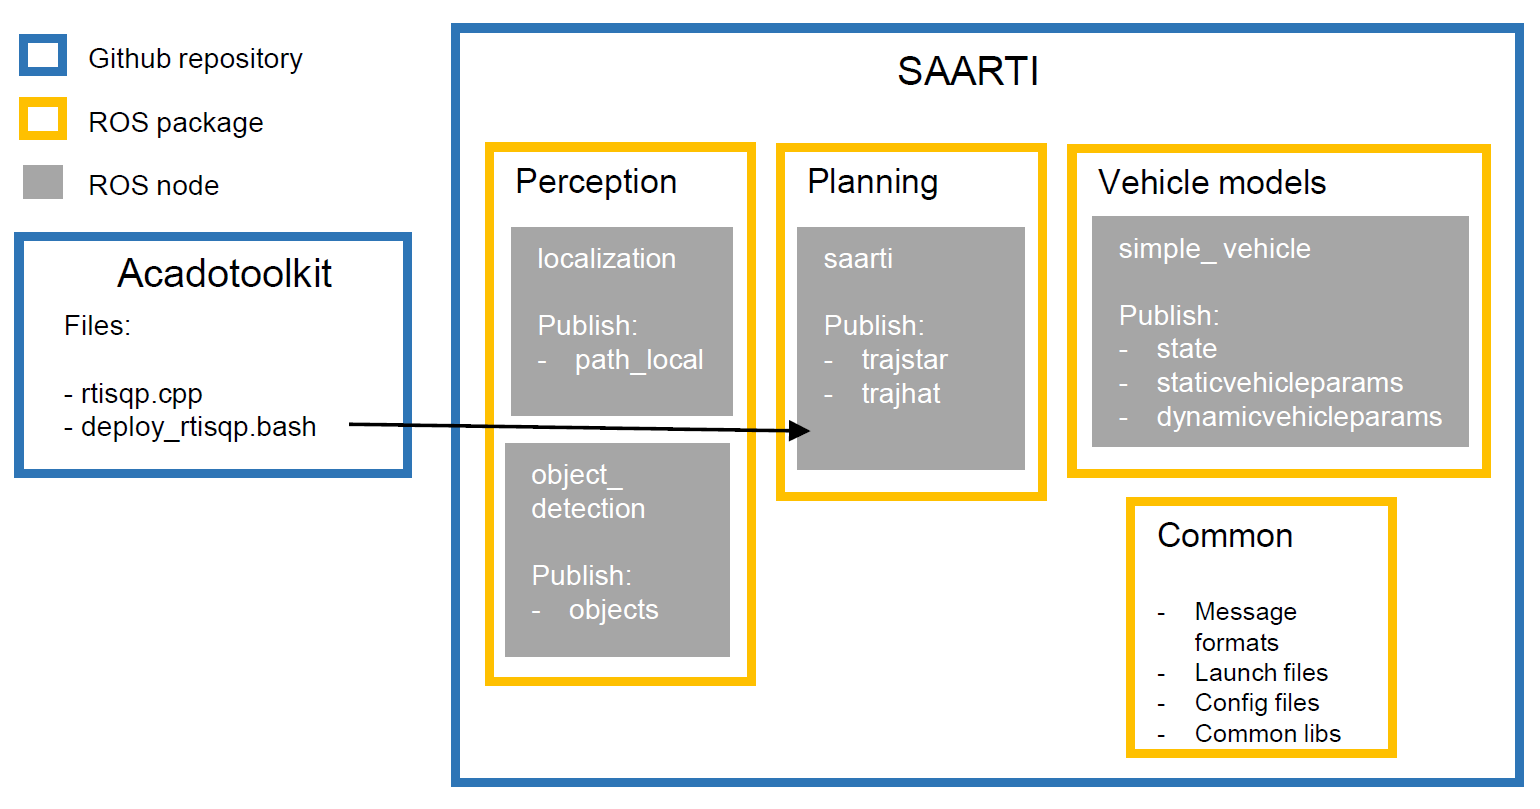 Github repository
ROS package
ROS node
Acadotoolkit
Files:
- rtisqp.cpp
- deploy_rtisqp.bash
SAARTI
Perception
localization
Publish:
- path_local
object_
detection
Publish:
- objects
Planning
saarti
Publish:
- trajstar
- trajhat
Vehicle models
simple_ vehicle
Publish:
- state
- staticvehicleparams
- dynamicvehicleparams
Common
- Message
formats
- Launch files
- Config files
- Common libs